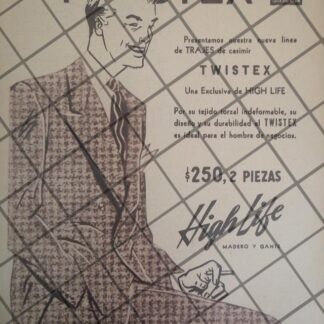 TWISTEX
Presentamos nuestra nueva línea
de TRAJES de casimir
TWISTEX
Una Exclusiva de HIGH LIFE
Por su tejido torzal indeformable, su
diseño y su durabilidad el TWISTEX
es ideal para el hombre de negocios.
$250, 2 PIEZAS
High Life
MADERO Y GANTE